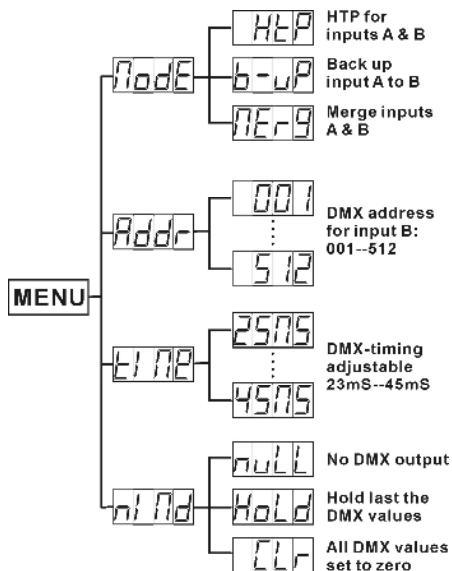 HtP
HTP for
inputs A & B
ModE
b-uP
Back up
input A to B
MErg
Merge inputs
A & B
001
Addr
DMX address
for input B:
001--512
512
MENU
25MS
tIMe
DMX-timing
adjustable
23mS--45mS
45MS
nuLL
No DMX output
nIMd
HoLd
Hold last the
DMX values
CLr
All DMX values
set to zero